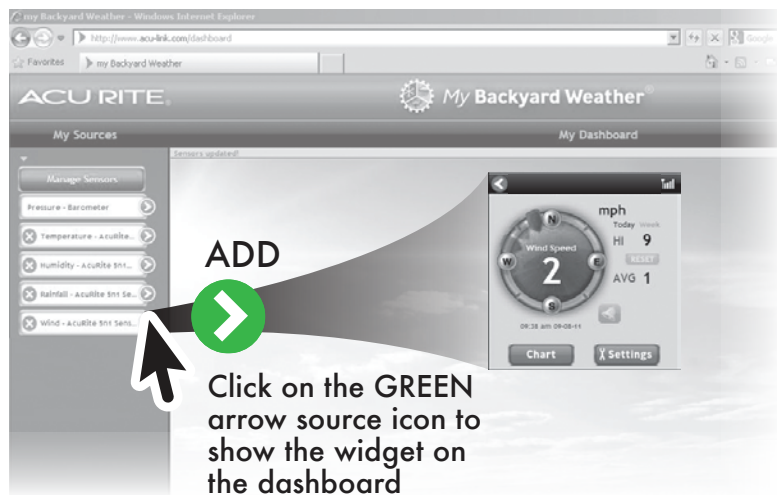 my Backyard Weather - Windows Internet Explorer
http://www.acu-link.com/dashboard
Google
Favorites
my Backyard Weather
ACU RITE®
My Backyard Weather®
My Sources
My Dashboard
Sensors updated!
Manage Sensors
Pressure - Barometer
Temperature - AcuRite...
Humidity - AcuRite 5n1...
Rainfall - AcuRite 5n1 Se...
Wind - AcuRite 5n1 Sens...
ADD
Click on the GREEN
arrow source icon to
show the widget on
the dashboard
mph
Today Week
HI 9
RESET
AVG 1
N
Wind Speed
W 2 E
S
09:38 am 09-08-11
Chart
Settings